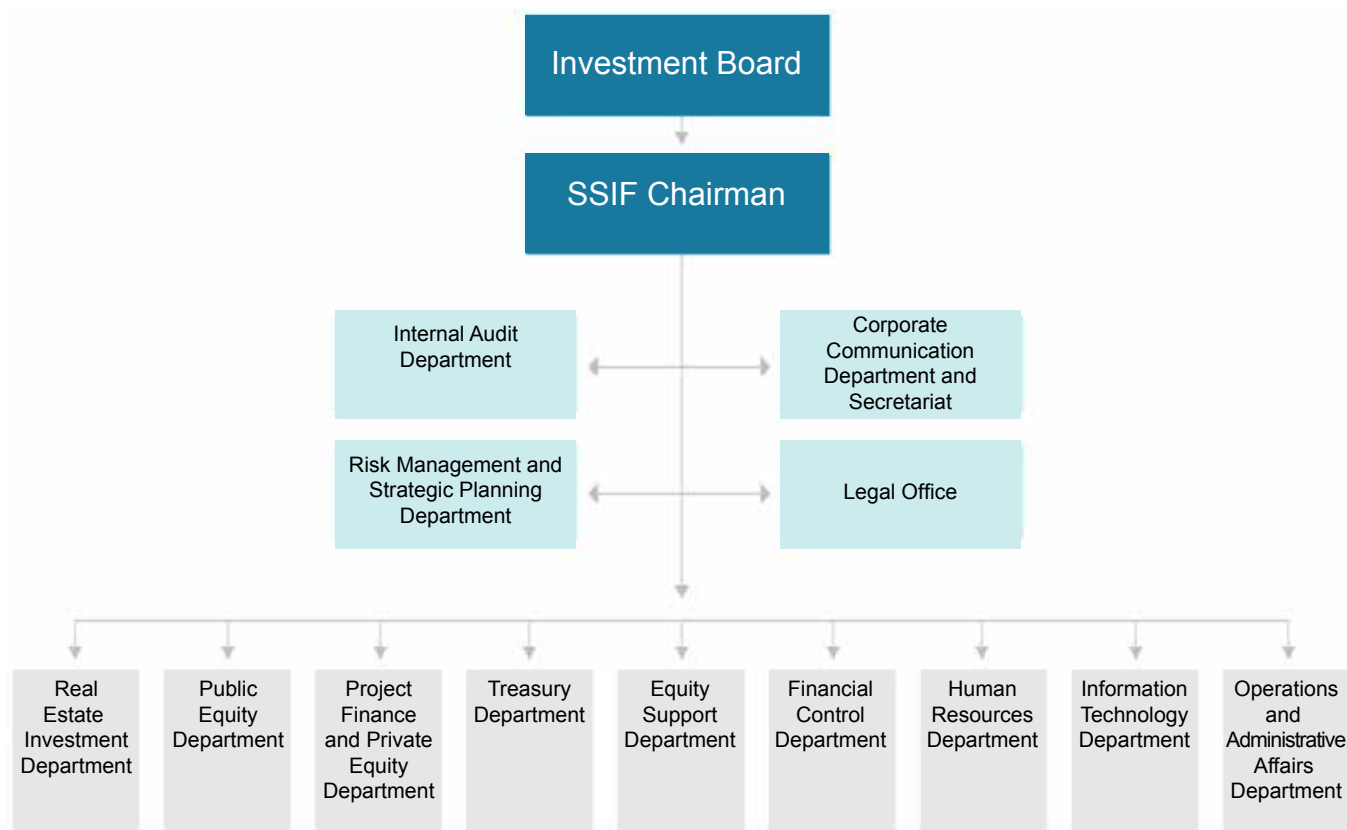 Investment Board
SSIF Chairman
Internal Audit
Department
Corporate
Communication
Department and
Secretariat
Risk Management and
Strategic Planning
Department
Legal Office
Real
Estate
Investment
Department
Public
Equity
Department
Project
Finance
and Private
Equity
Department
Treasury
Department
Equity
Support
Department
Financial
Control
Department
Human
Resources
Department
Information
Technology
Department
Operations
and
Administrative
Affairs
Department